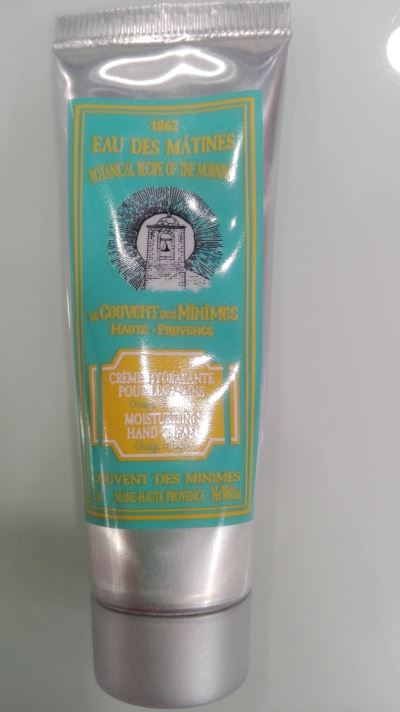 1862
EAU DES MÂTINES
BOTANICAL RECIPE OF THE MORNING
Le COUVENT DES MINIMES
HAUTE · PROVENCE
CRÈME HYDRATANTE
POUR LES MAINS
MOISTURIZING
HAND CREAM
COUVENT DES MINIMES
MANE-HAUTE PROVENCE